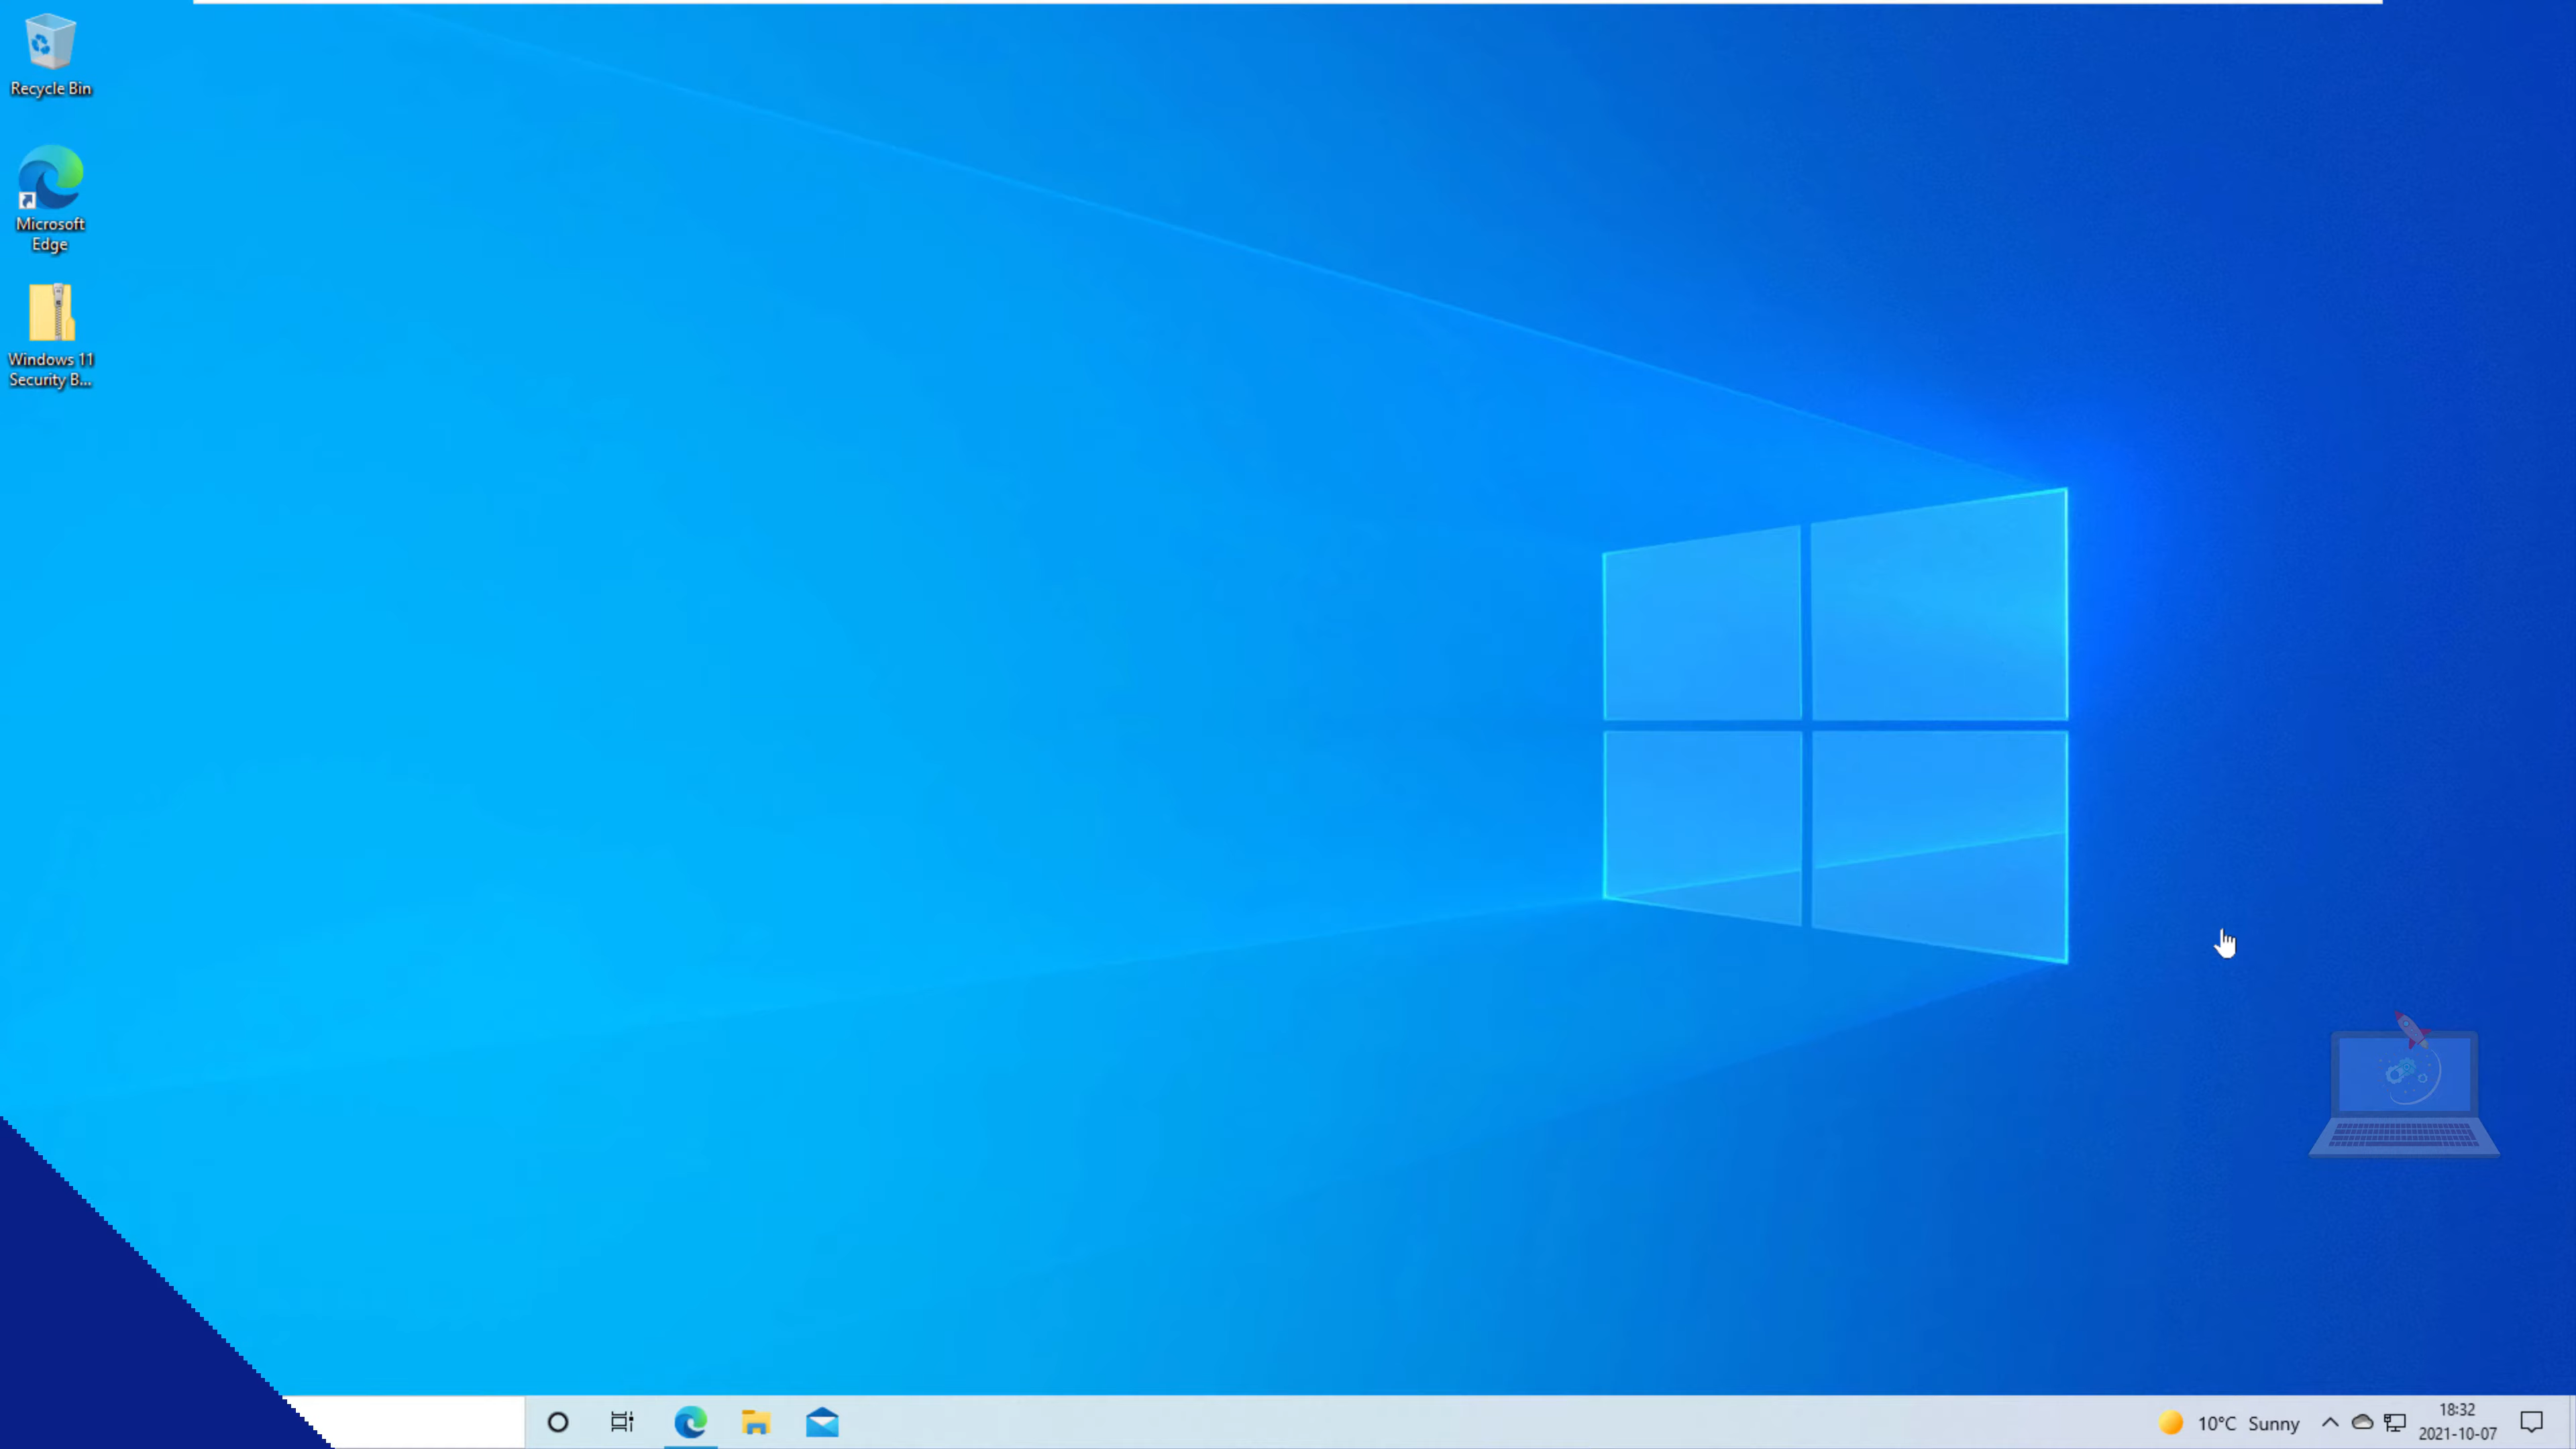 Recycle Bin
Microsoft
Edge
Windows 11
Security B...
10°C Sunny
18:32
2021-10-07